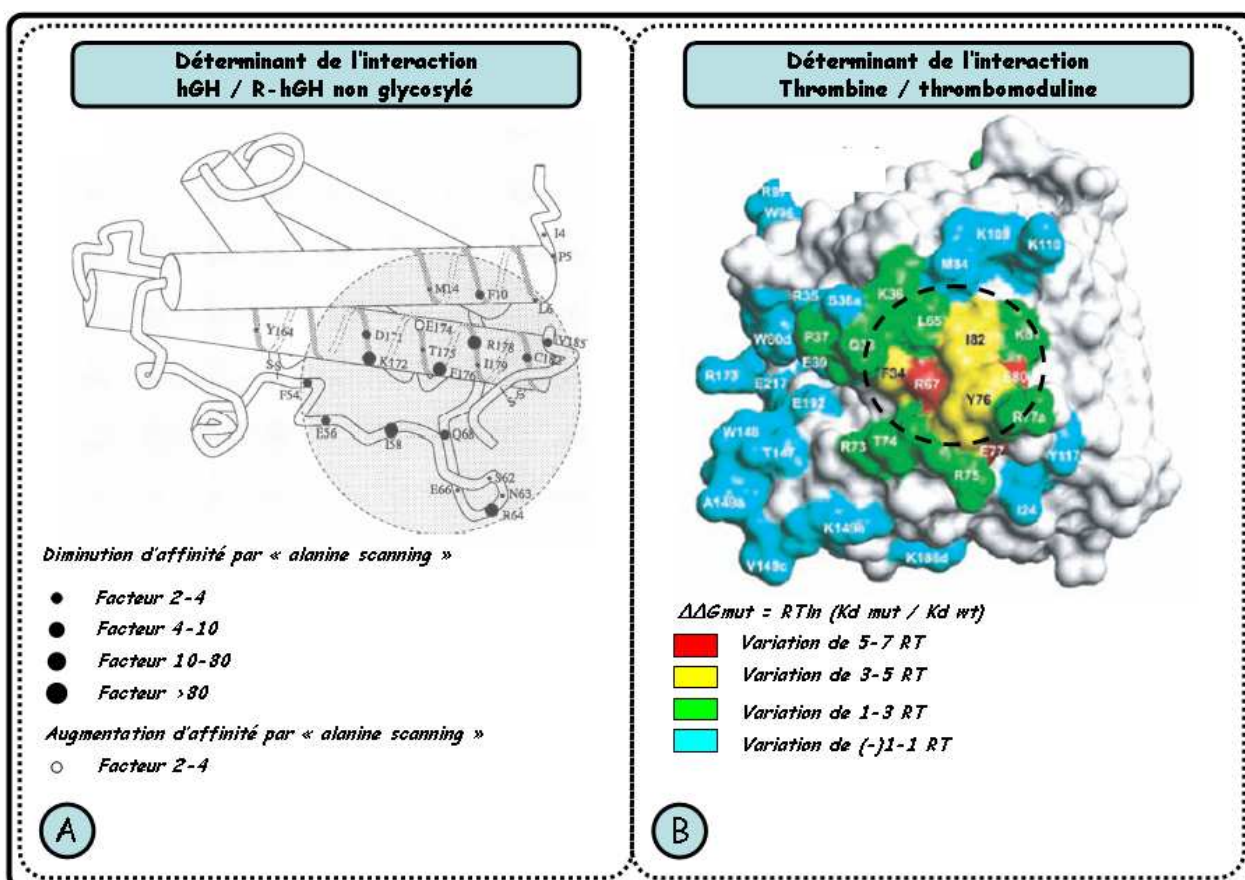 Déterminant de l'interaction
hGH / R-hGH non glycosylé
I4
P5
M14
F10
L6
Y164
D171
E174
R178
Y185
K172
T175
I179
C182
F176
S-S
S-S
F54
E56
I58
Q68
S62
E66
N63
R64
Diminution d'affinité par « alanine scanning »
Facteur 2-4
Facteur 4-10
Facteur 10-80
Facteur >80
Augmentation d'affinité par « alanine scanning »
Facteur 2-4
A
Déterminant de l'interaction
Thrombine / thrombomoduline
W96
K109
K110
M84
K36
R35
S36a
L65
W60d
P37
I82
E39
F34
R67
R173
E217
Y76
R77a
E192
W148
T147
R73
T74
Y117
R75
I24
A149a
K149e
V149c
K186d
ΔΔGmut = RTln (Kd mut / Kd wt)
Variation de 5-7 RT
Variation de 3-5 RT
Variation de 1-3 RT
Variation de (-)1-1 RT
B